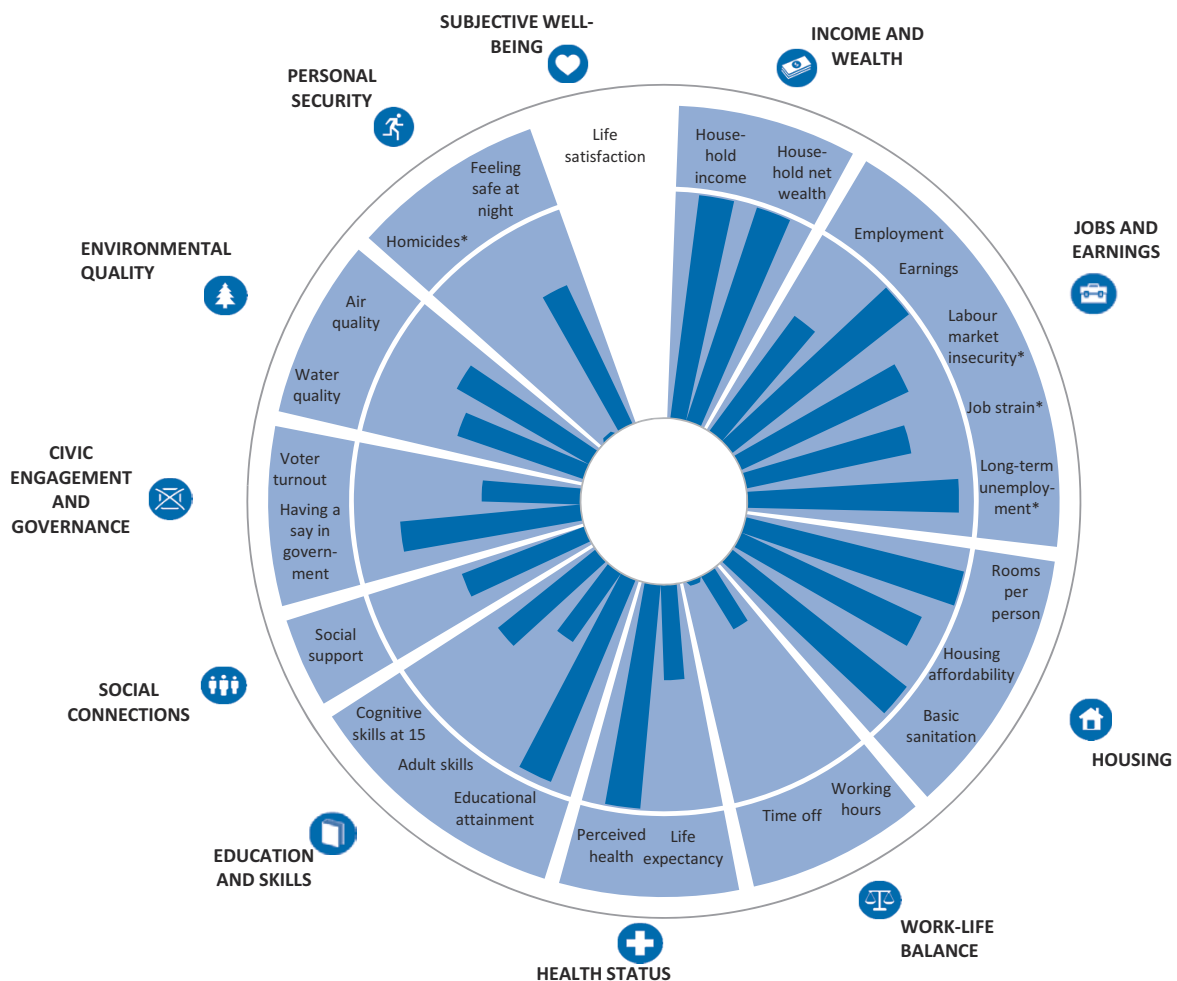 SUBJECTIVE WELL-
BEING
INCOME AND
WEALTH
PERSONAL
SECURITY
Life
satisfaction
House-
hold
income
House-
hold net
wealth
Feeling
safe at
night
Homicides*
Employment
Earnings
JOBS AND
EARNINGS
ENVIRONMENTAL
QUALITY
Air
quality
Labour
market
insecurity*
Water
quality
Job strain*
CIVIC
ENGAGEMENT
AND
GOVERNANCE
Voter
turnout
Having a
say in
govern-
ment
Long-term
unemploy-
ment*
Rooms
per
person
Social
support
Housing
affordability
SOCIAL
CONNECTIONS
Basic
sanitation
HOUSING
Cognitive
skills at 15
Adult skills
Educational
attainment
Working
hours
Time off
Perceived
health
Life
expectancy
EDUCATION
AND SKILLS
WORK-LIFE
BALANCE
HEALTH STATUS